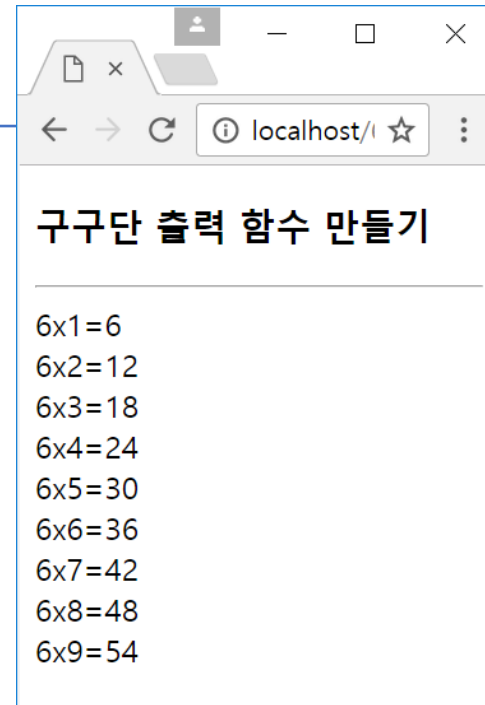 localhost/
구구단 출력 함수 만들기
6x1=6
6x2=12
6x3=18
6x4=24
6x5=30
6x6=36
6x7=42
6x8=48
6x9=54